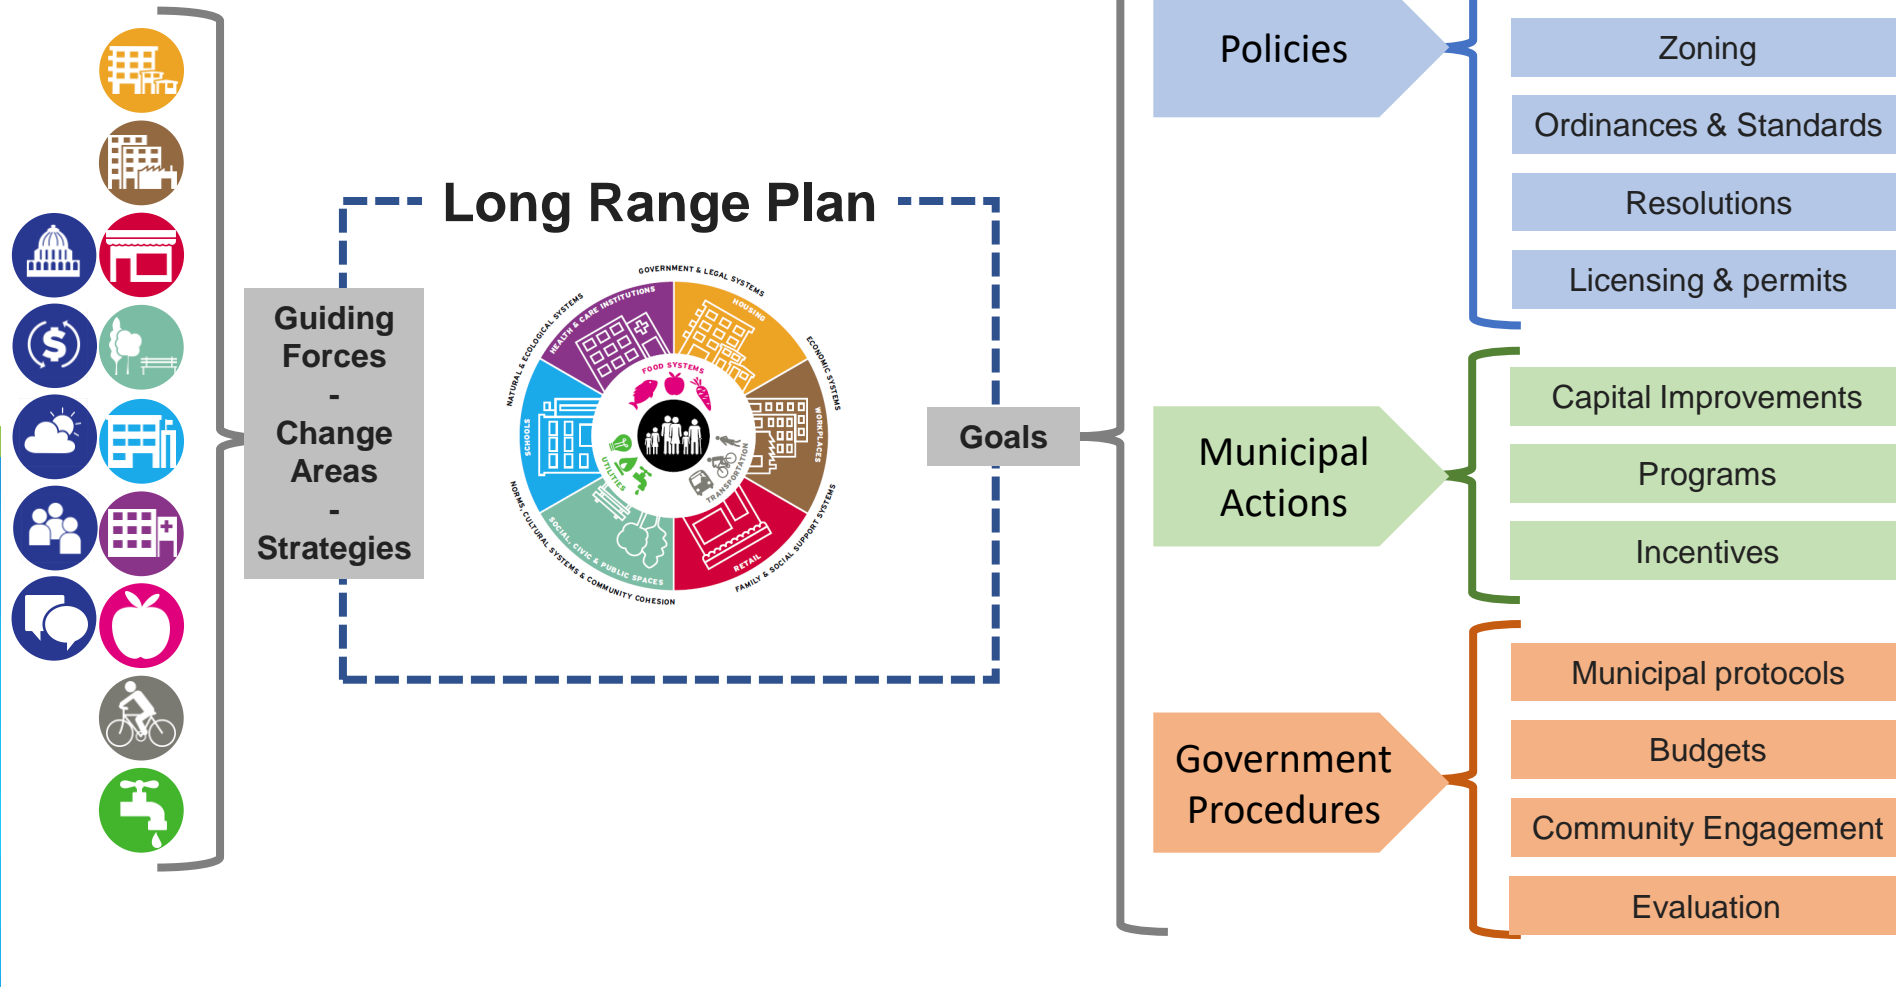 Long Range Plan
Guiding
Forces
-
Change
Areas
-
Strategies
GOVERNMENT & LEGAL SYSTEMS
ECONOMIC SYSTEMS
FAMILY & SOCIAL SUPPORT SYSTEMS
NORMS, CULTURAL SYSTEMS & COMMUNITY COHESION
NATURAL & ECOLOGICAL SYSTEMS
HEALTH & CARE INSTITUTIONS
HOUSING
WORKPLACES
RETAIL
SOCIAL, CIVIC & PUBLIC SPACES
SCHOOLS
FOOD SYSTEMS
TRANSPORTATION
UTILITIES
Goals
Policies
Zoning
Ordinances & Standards
Resolutions
Licensing & permits
Municipal
Actions
Capital Improvements
Programs
Incentives
Government
Procedures
Municipal protocols
Budgets
Community Engagement
Evaluation
$